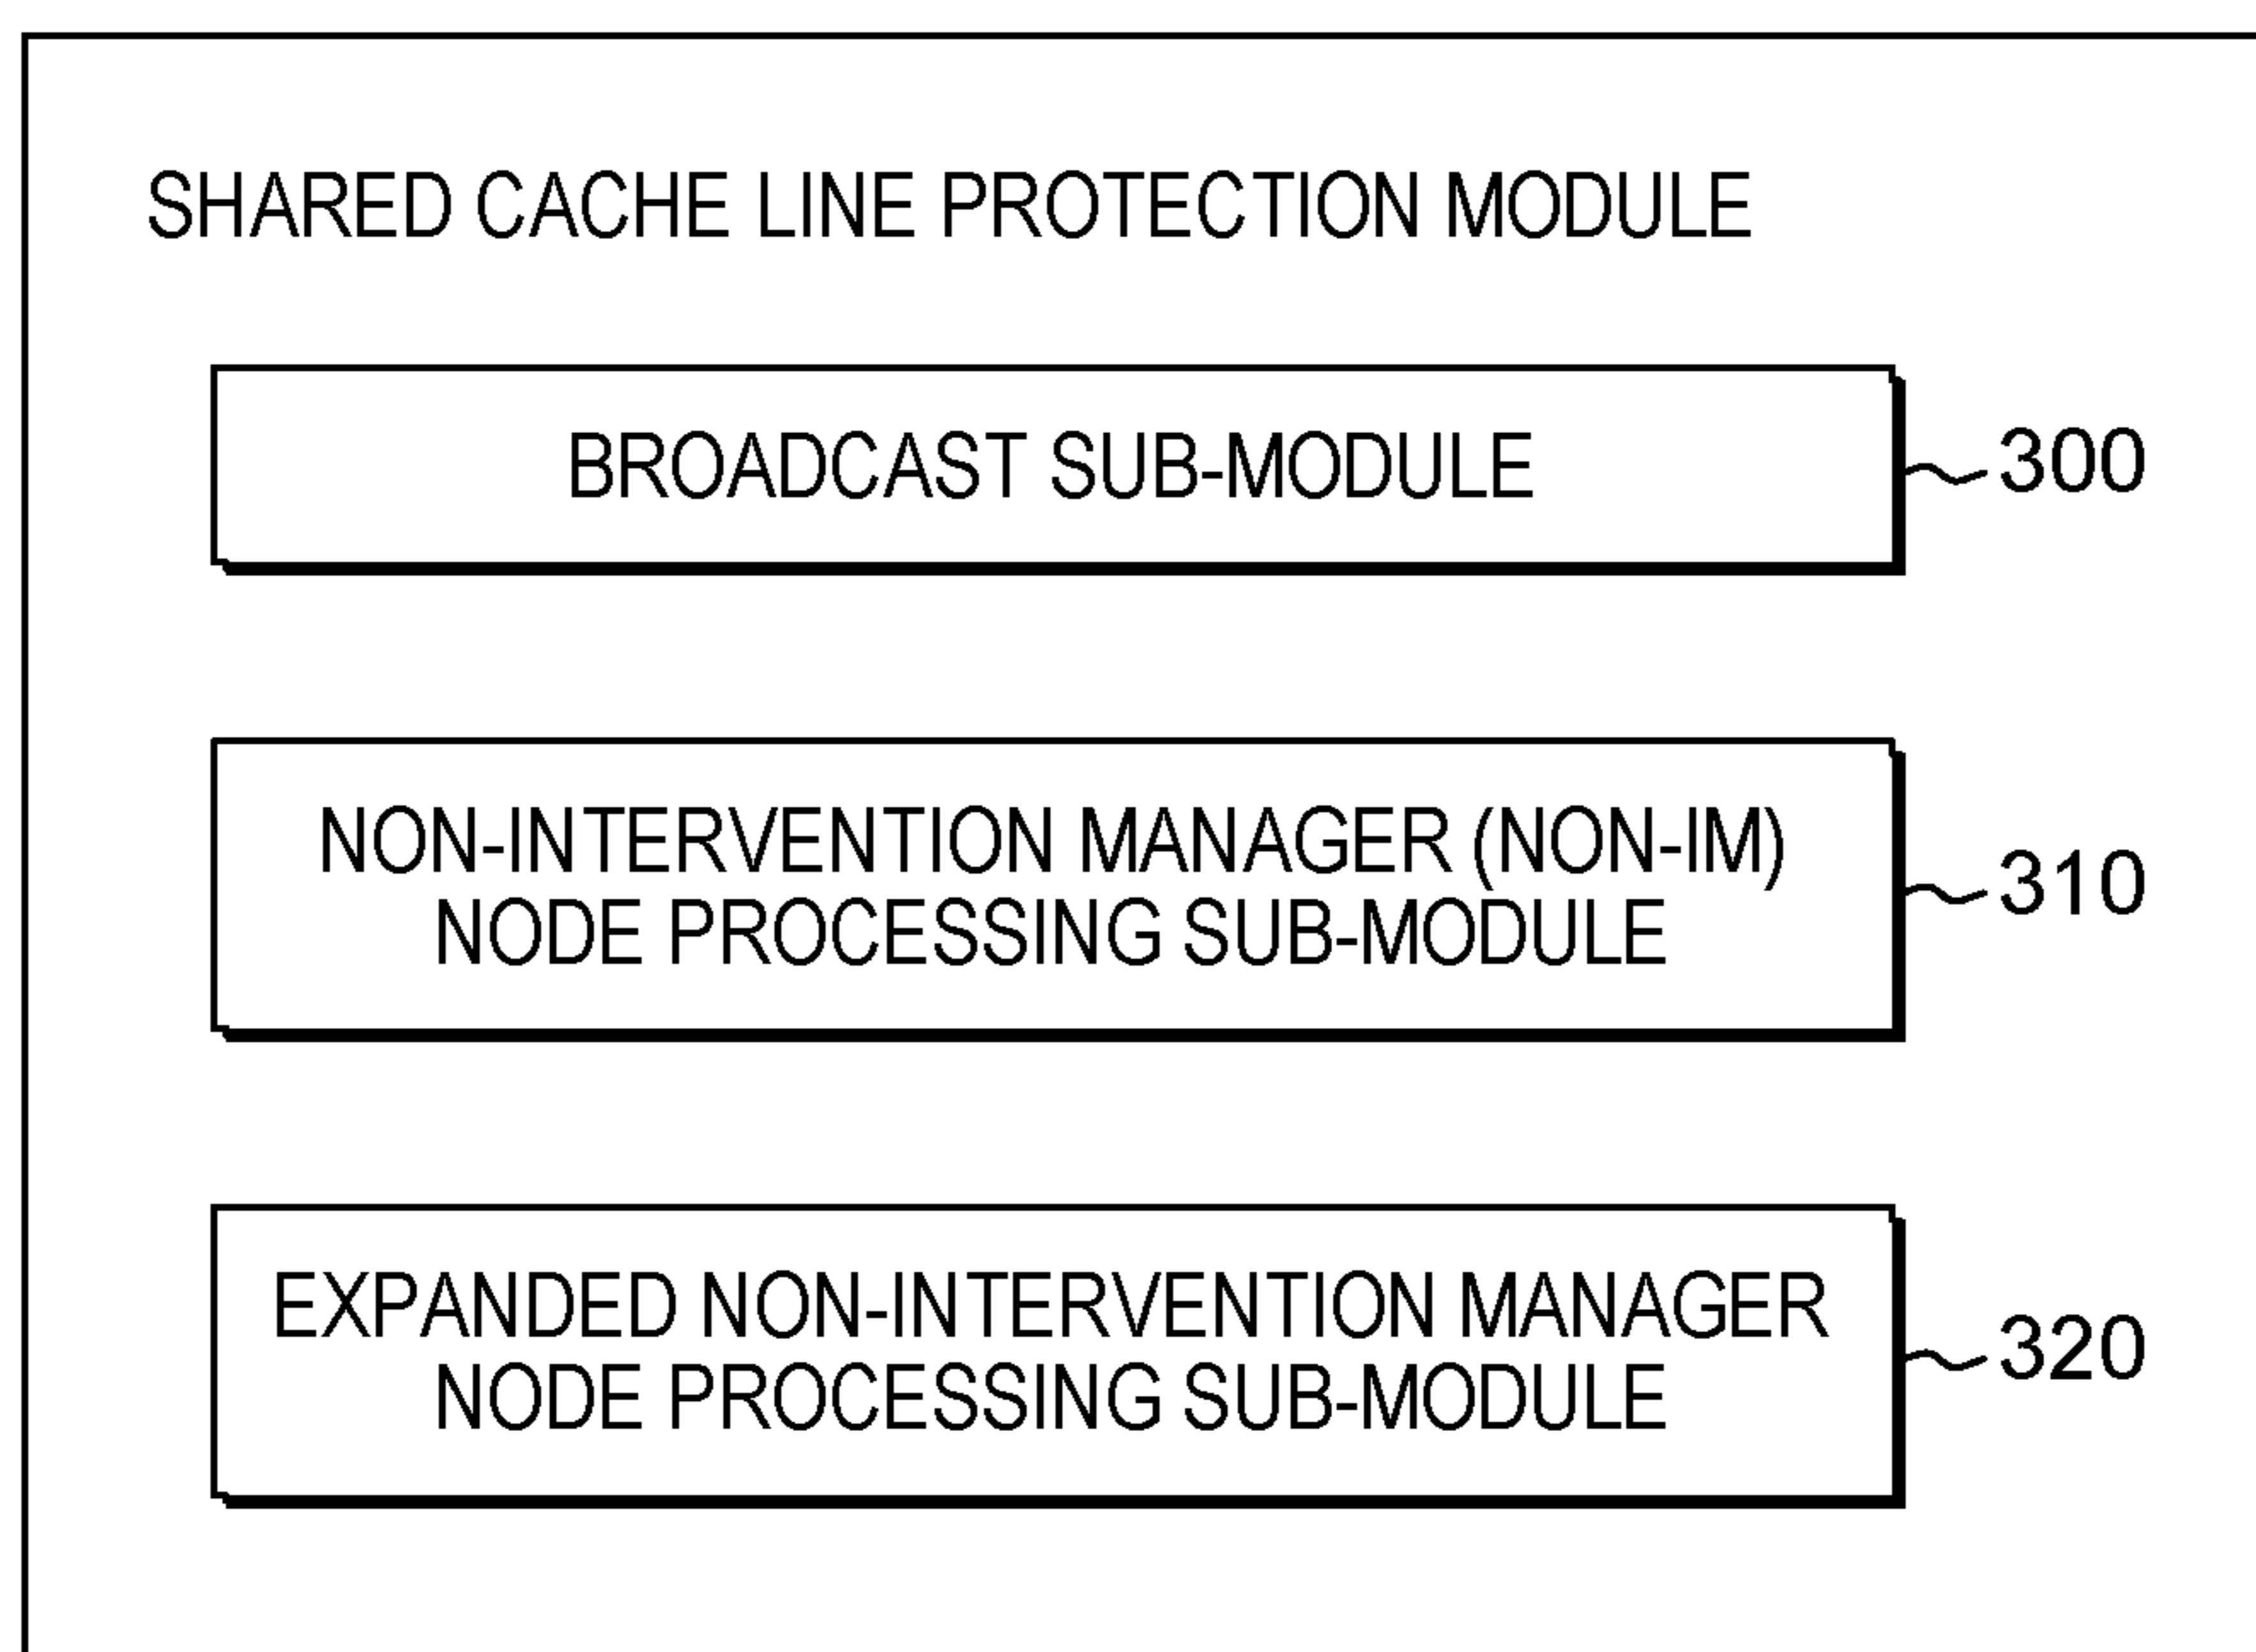 SHARED CACHE LINE PROTECTION MODULE
BROADCAST SUB-MODULE
300
NON-INTERVENTION MANAGER (NON-IM)
NODE PROCESSING SUB-MODULE
310
EXPANDED NON-INTERVENTION MANAGER
NODE PROCESSING SUB-MODULE
320